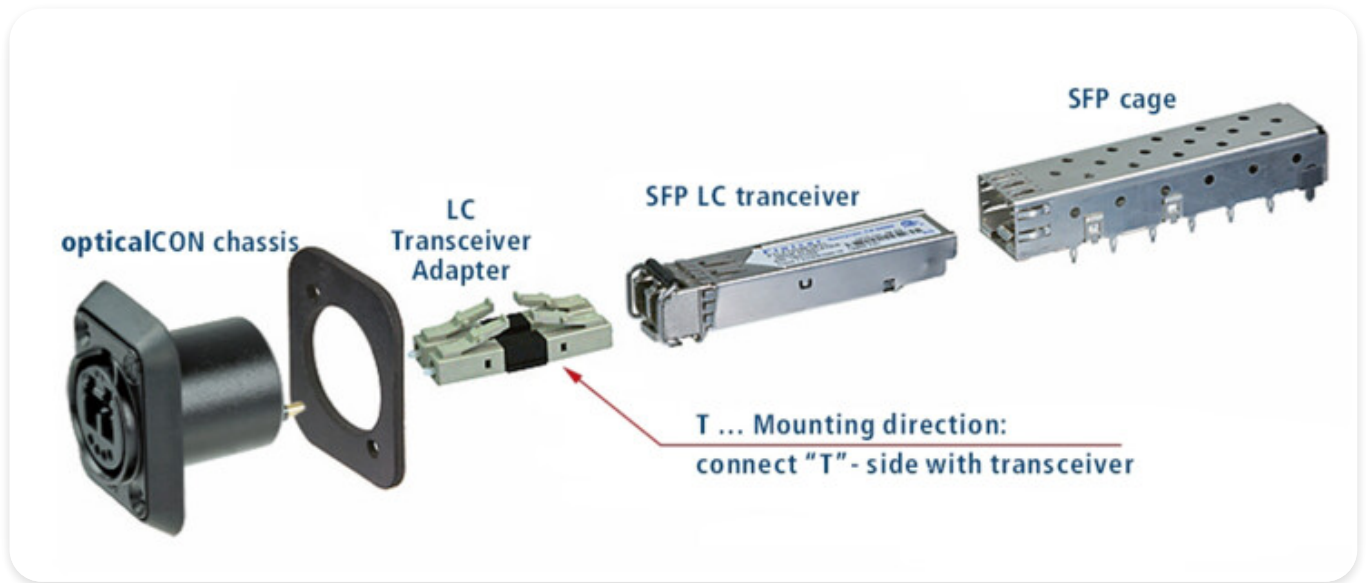 SFP cage
SFP LC tranceiver
LC
Transceiver
Adapter
opticalCON chassis
T ... Mounting direction:
connect "T"- side with transceiver